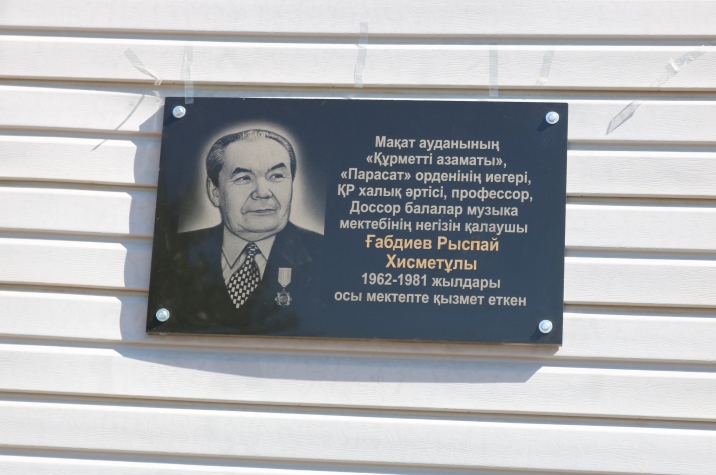 Мақат ауданының
«Құрметті азаматы»,
«Парасат» орденінің иегері,
ҚР халық әртісі, профессор,
Доссор балалар музыка
мектебінің негізін қалаушы
Ғабдиев Рыспай
Хисметұлы
1962-1981 жылдары
осы мектепте қызмет еткен